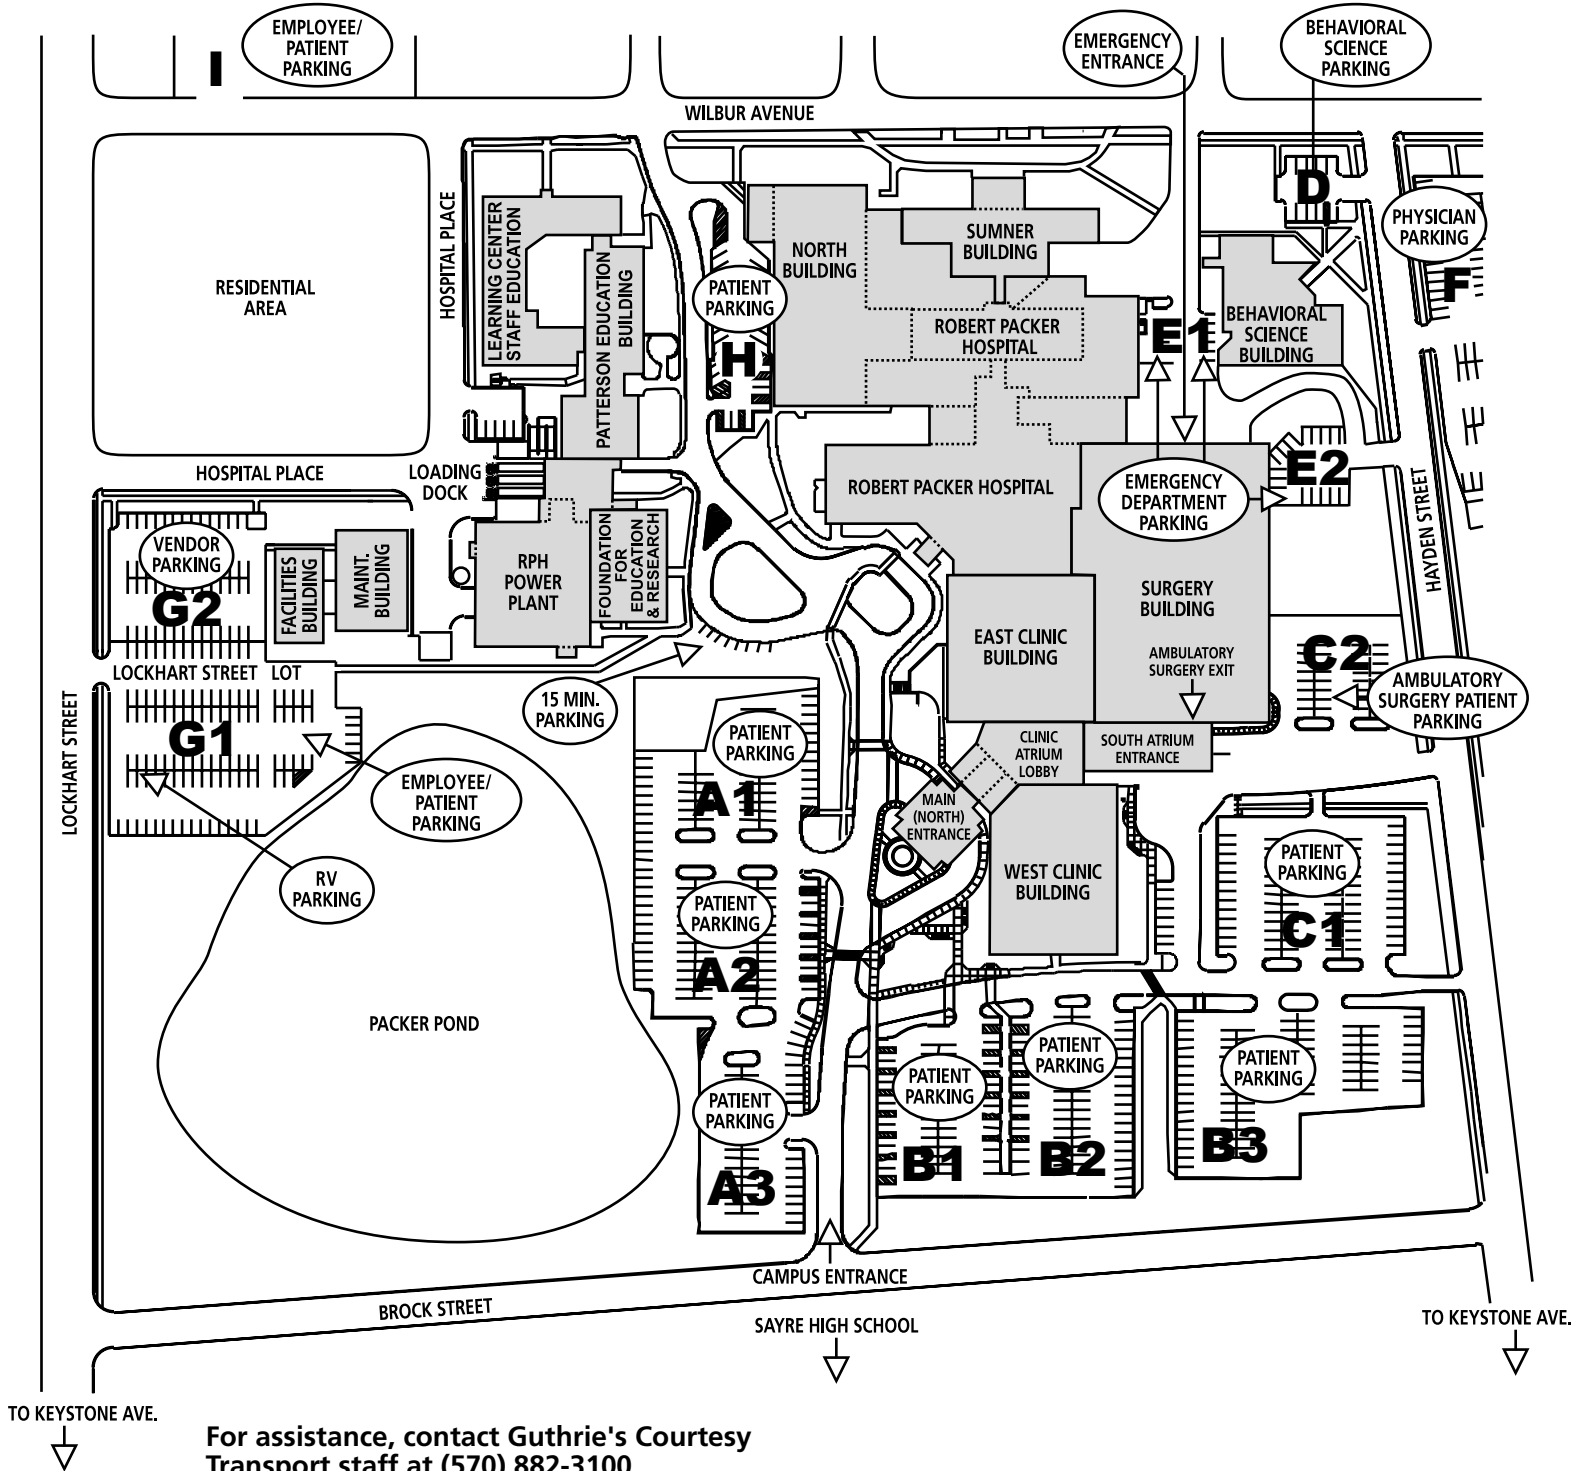 EMPLOYEE/
PATIENT
PARKING
I
EMERGENCY
ENTRANCE
BEHAVIORAL
SCIENCE
PARKING
WILBUR AVENUE
D
PHYSICIAN
PARKING
F
HOSPITAL PLACE
LEARNING CENTER
STAFF EDUCATION
PATTERSON EDUCATION
BUILDING
PATIENT
PARKING
H
NORTH
BUILDING
SUMNER
BUILDING
ROBERT PACKER
HOSPITAL
E1
BEHAVIORAL
SCIENCE
BUILDING
RESIDENTIAL
AREA
HOSPITAL PLACE
LOADING
DOCK
ROBERT PACKER HOSPITAL
EMERGENCY
DEPARTMENT
PARKING
E2
HAYDEN STREET
VENDOR
PARKING
G2
FACILITIES
BUILDING
MAINT.
BUILDING
RPH
POWER
PLANT
FOUNDATION
FOR
EDUCATION
& RESEARCH
EAST CLINIC
BUILDING
SURGERY
BUILDING
AMBULATORY
SURGERY EXIT
C2
AMBULATORY
SURGERY PATIENT
PARKING
LOCKHART STREET LOT
LOCKHART STREET
G1
15 MIN.
PARKING
PATIENT
PARKING
A1
CLINIC
ATRIUM
LOBBY
SOUTH ATRIUM
ENTRANCE
EMPLOYEE/
PATIENT
PARKING
MAIN
(NORTH)
ENTRANCE
RV
PARKING
WEST CLINIC
BUILDING
PATIENT
PARKING
C1
PATIENT
PARKING
A2
PACKER POND
PATIENT
PARKING
A3
PATIENT
PARKING
B1
PATIENT
PARKING
B2
PATIENT
PARKING
B3
CAMPUS ENTRANCE
BROCK STREET
SAYRE HIGH SCHOOL
TO KEYSTONE AVE.
TO KEYSTONE AVE.
For assistance, contact Guthrie's Courtesy
Transport staff at (570) 882-3100